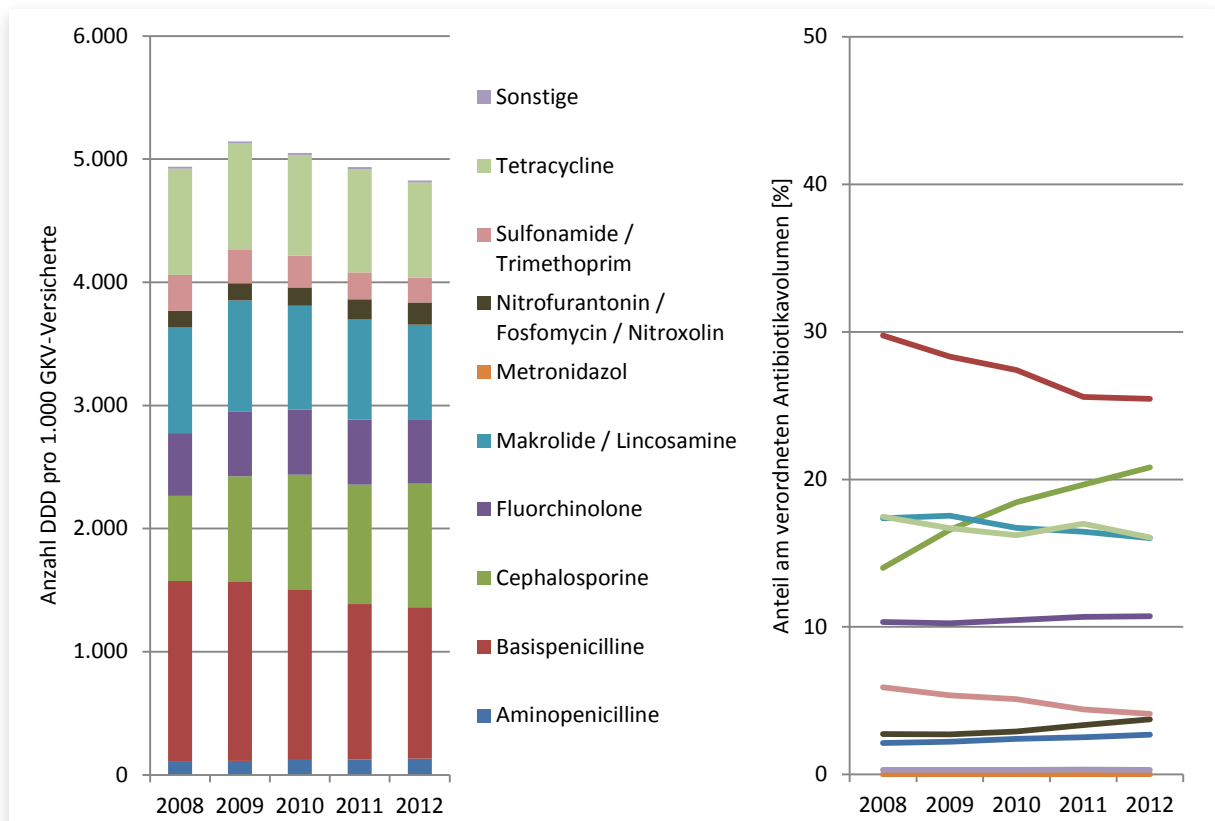 Anzahl DDD pro 1.000 GKV-Versicherte
6.000
5.000
4.000
3.000
2.000
1.000
0
2008 2009 2010 2011 2012
Sonstige
Tetracycline
Sulfonamide /
Trimethoprim
Nitrofurantonin /
Fosfomycin / Nitroxolin
Metronidazol
Makrolide / Lincosamine
Fluorchinolone
Cephalosporine
Basispenicilline
Aminopenicilline
Anteil am verordneten Antibiotikavolumen [%]
50
40
30
20
10
0
2008 2009 2010 2011 2012